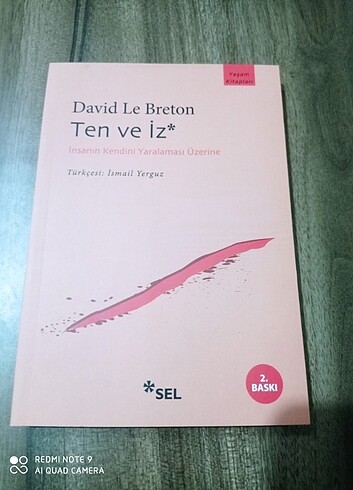 Yaşam
Kitapları
David Le Breton
Ten ve İz*
İnsanın Kendini Yaralaması Üzerine
Türkçesi: İsmail Yerguz
2.
BASKI
*SEL
REDMI NOTE 9
AI QUAD CAMERA